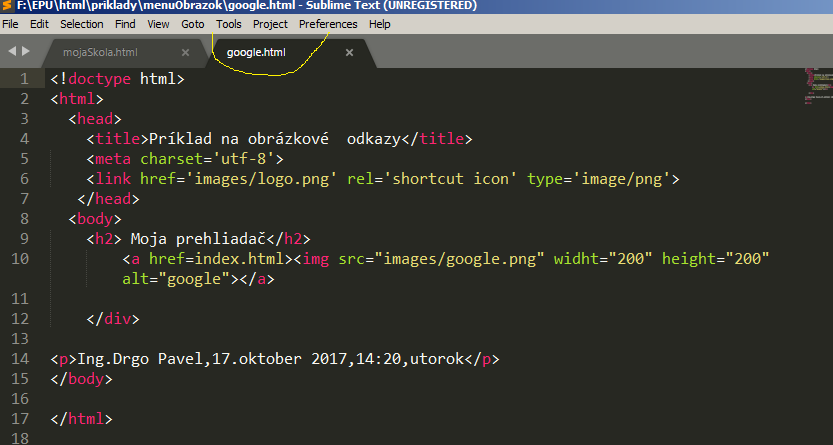 F:\EPU\html\priklady\menuObrazok\google.html - Sublime Text (UNREGISTERED)
File Edit Selection Find View Goto Tools Project Preferences Help
mojaSkola.html × google.html ×
1 <!doctype html>
2 <html>
3 <head>
4 <title>Príklad na obrázkové  odkazy</title>
5 <meta charset='utf-8'>
6 <link href='images/logo.png' rel='shortcut icon' type='image/png'>
7 </head>
8 <body>
9 <h2> Moja prehliadač</h2>
10 <a href=index.html><img src="images/google.png" widht="200" height="200"
alt="google"></a>
11
12 </div>
13
14 <p>Ing.Drgo Pavel,17.oktober 2017,14:20,utorok</p>
15 </body>
16
17 </html>
18